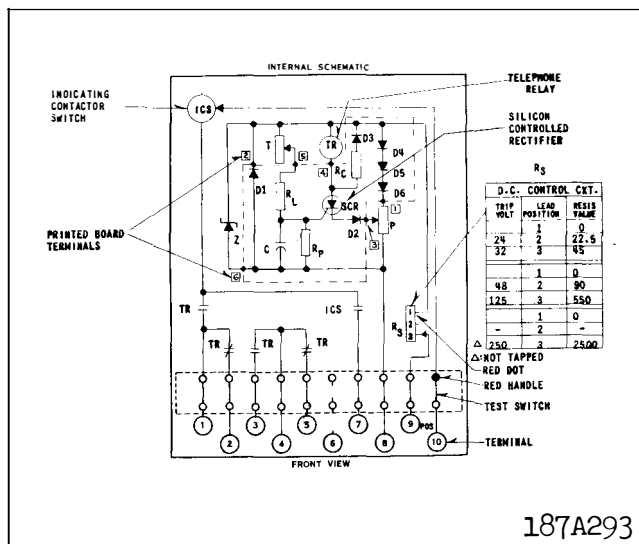 INTERNAL SCHEMATIC
INDICATING
CONTACTOR
SWITCH
ICS
TELEPHONE
RELAY
SILICON
CONTROLLED
RECTIFIER
T
TR
D3
D4
D5
D6
2
5
4
RC
D1
RL
SCR
1
P
Z
C
RP
D2
3
6
PRINTED BOARD
TERMINALS
RS
D.C. CONTROL CKT.
TRIP VOLT LEAD POSITION RESIS VALUE
1 0
24 2 22.5
32 3 45
1 0
48 2 90
125 3 550
1 0
- 2 -
Δ 250 3 2500
Δ: NOT TAPPED
RED DOT
RED HANDLE
TEST SWITCH
TERMINAL
TR
ICS
RS
1
2
3
TR
TR
TR
1
2
3
4
5
6
7
8
9
POS
10
FRONT VIEW
187A293